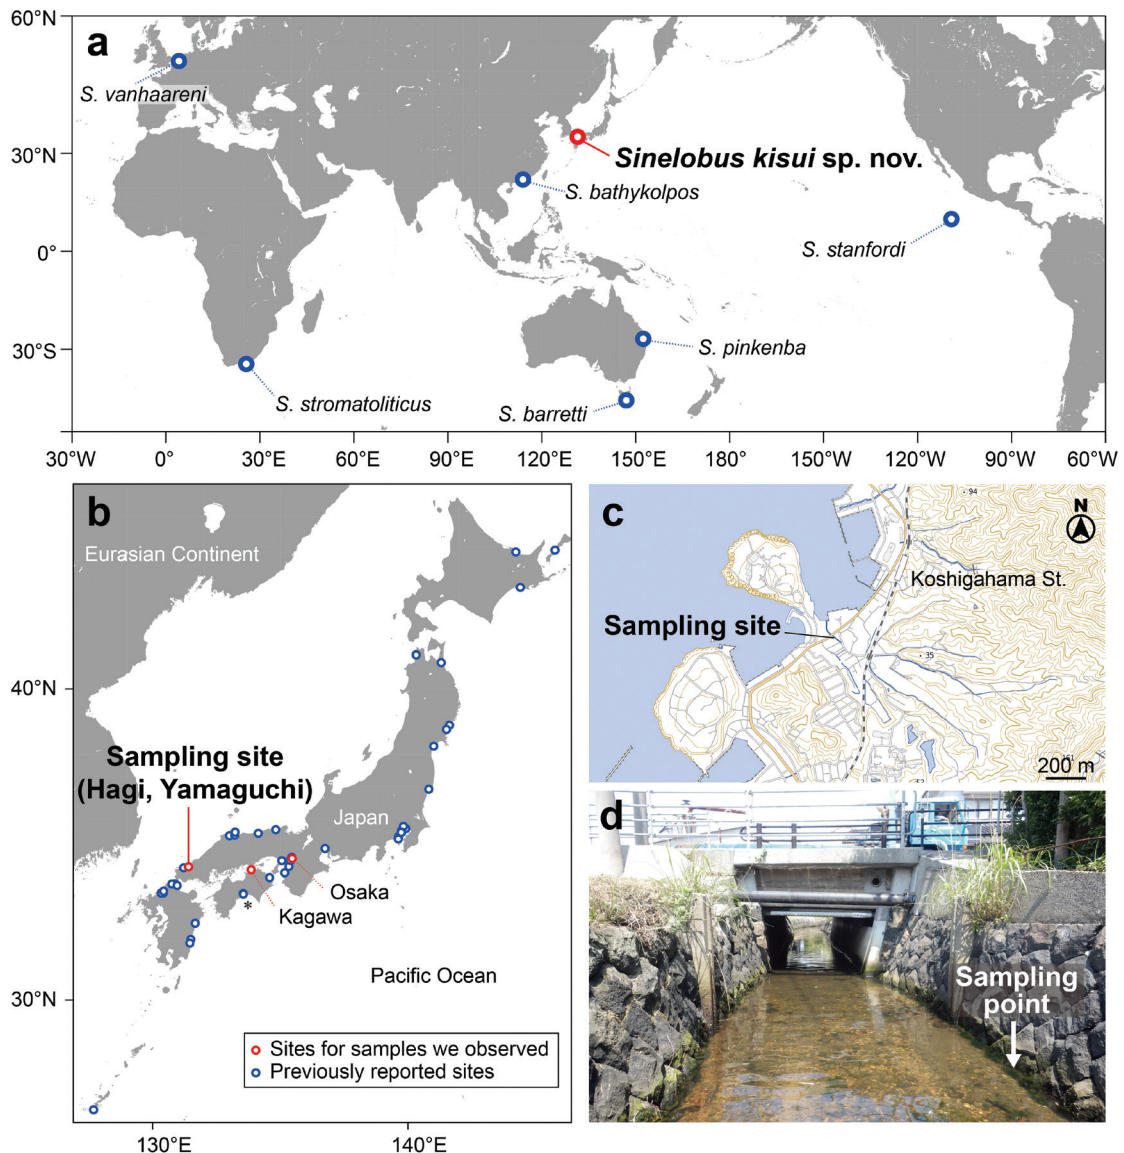 60°N
a
S. vanhaareni
30°N
Sinelobus kisui sp. nov.
S. bathykolpos
0°
S. stanfordi
30°S
S. pinkenba
S. stromatoliticus
S. barretti
30°W 0° 30°E 60°E 90°E 120°E 150°E 180° 150°W 120°W 90°W 60°W
b
Eurasian Continent
40°N
Sampling site
(Hagi, Yamaguchi)
Japan
Osaka
Kagawa
*
Pacific Ocean
30°N
Sites for samples we observed
Previously reported sites
130°E 140°E
c
94
N
Koshigahama St.
Sampling site
35
200 m
d
Sampling
point